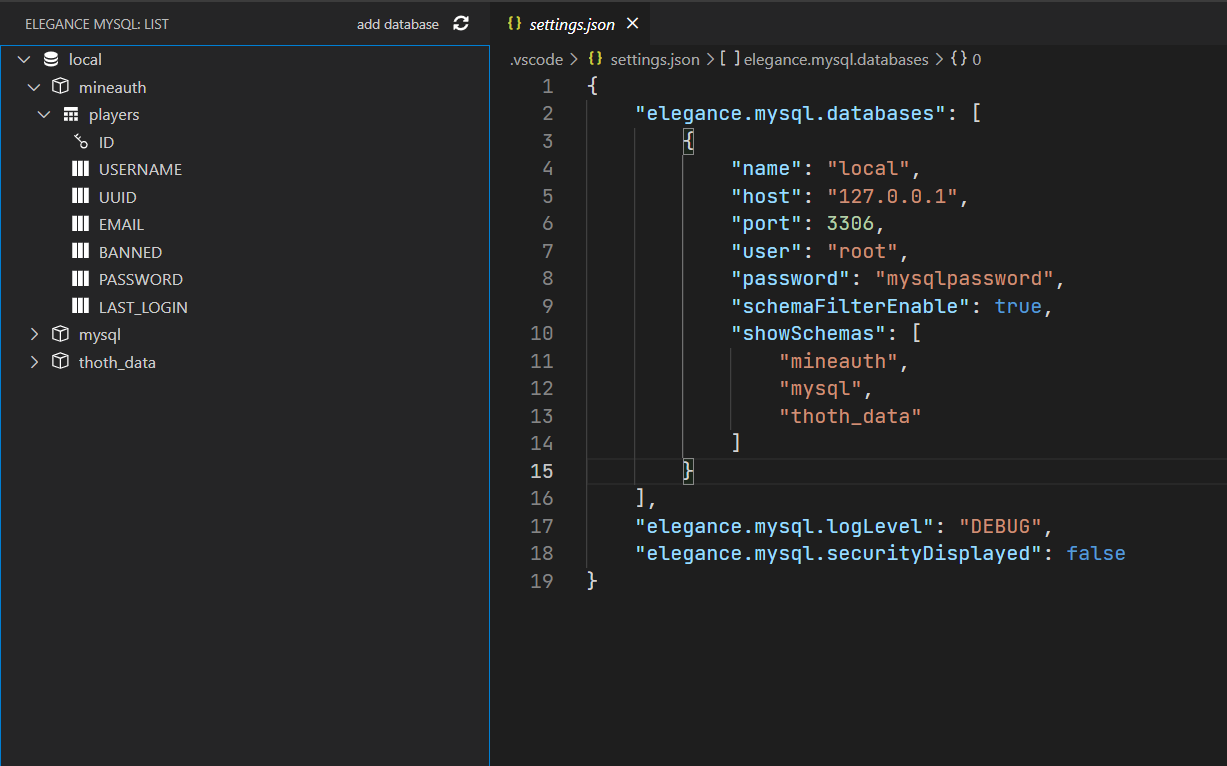 ELEGANCE MYSQL: LIST
add database
local
mineauth
players
ID
USERNAME
UUID
EMAIL
BANNED
PASSWORD
LAST_LOGIN
mysql
thoth_data
{} settings.json ×
.vscode > {} settings.json > [ ] elegance.mysql.databases > {} 0
1 {
2 "elegance.mysql.databases": [
3 {
4 "name": "local",
5 "host": "127.0.0.1",
6 "port": 3306,
7 "user": "root",
8 "password": "mysqlpassword",
9 "schemaFilterEnable": true,
10 "showSchemas": [
11 "mineauth",
12 "mysql",
13 "thoth_data"
14 ]
15 }
16 ],
17 "elegance.mysql.logLevel": "DEBUG",
18 "elegance.mysql.securityDisplayed": false
19 }